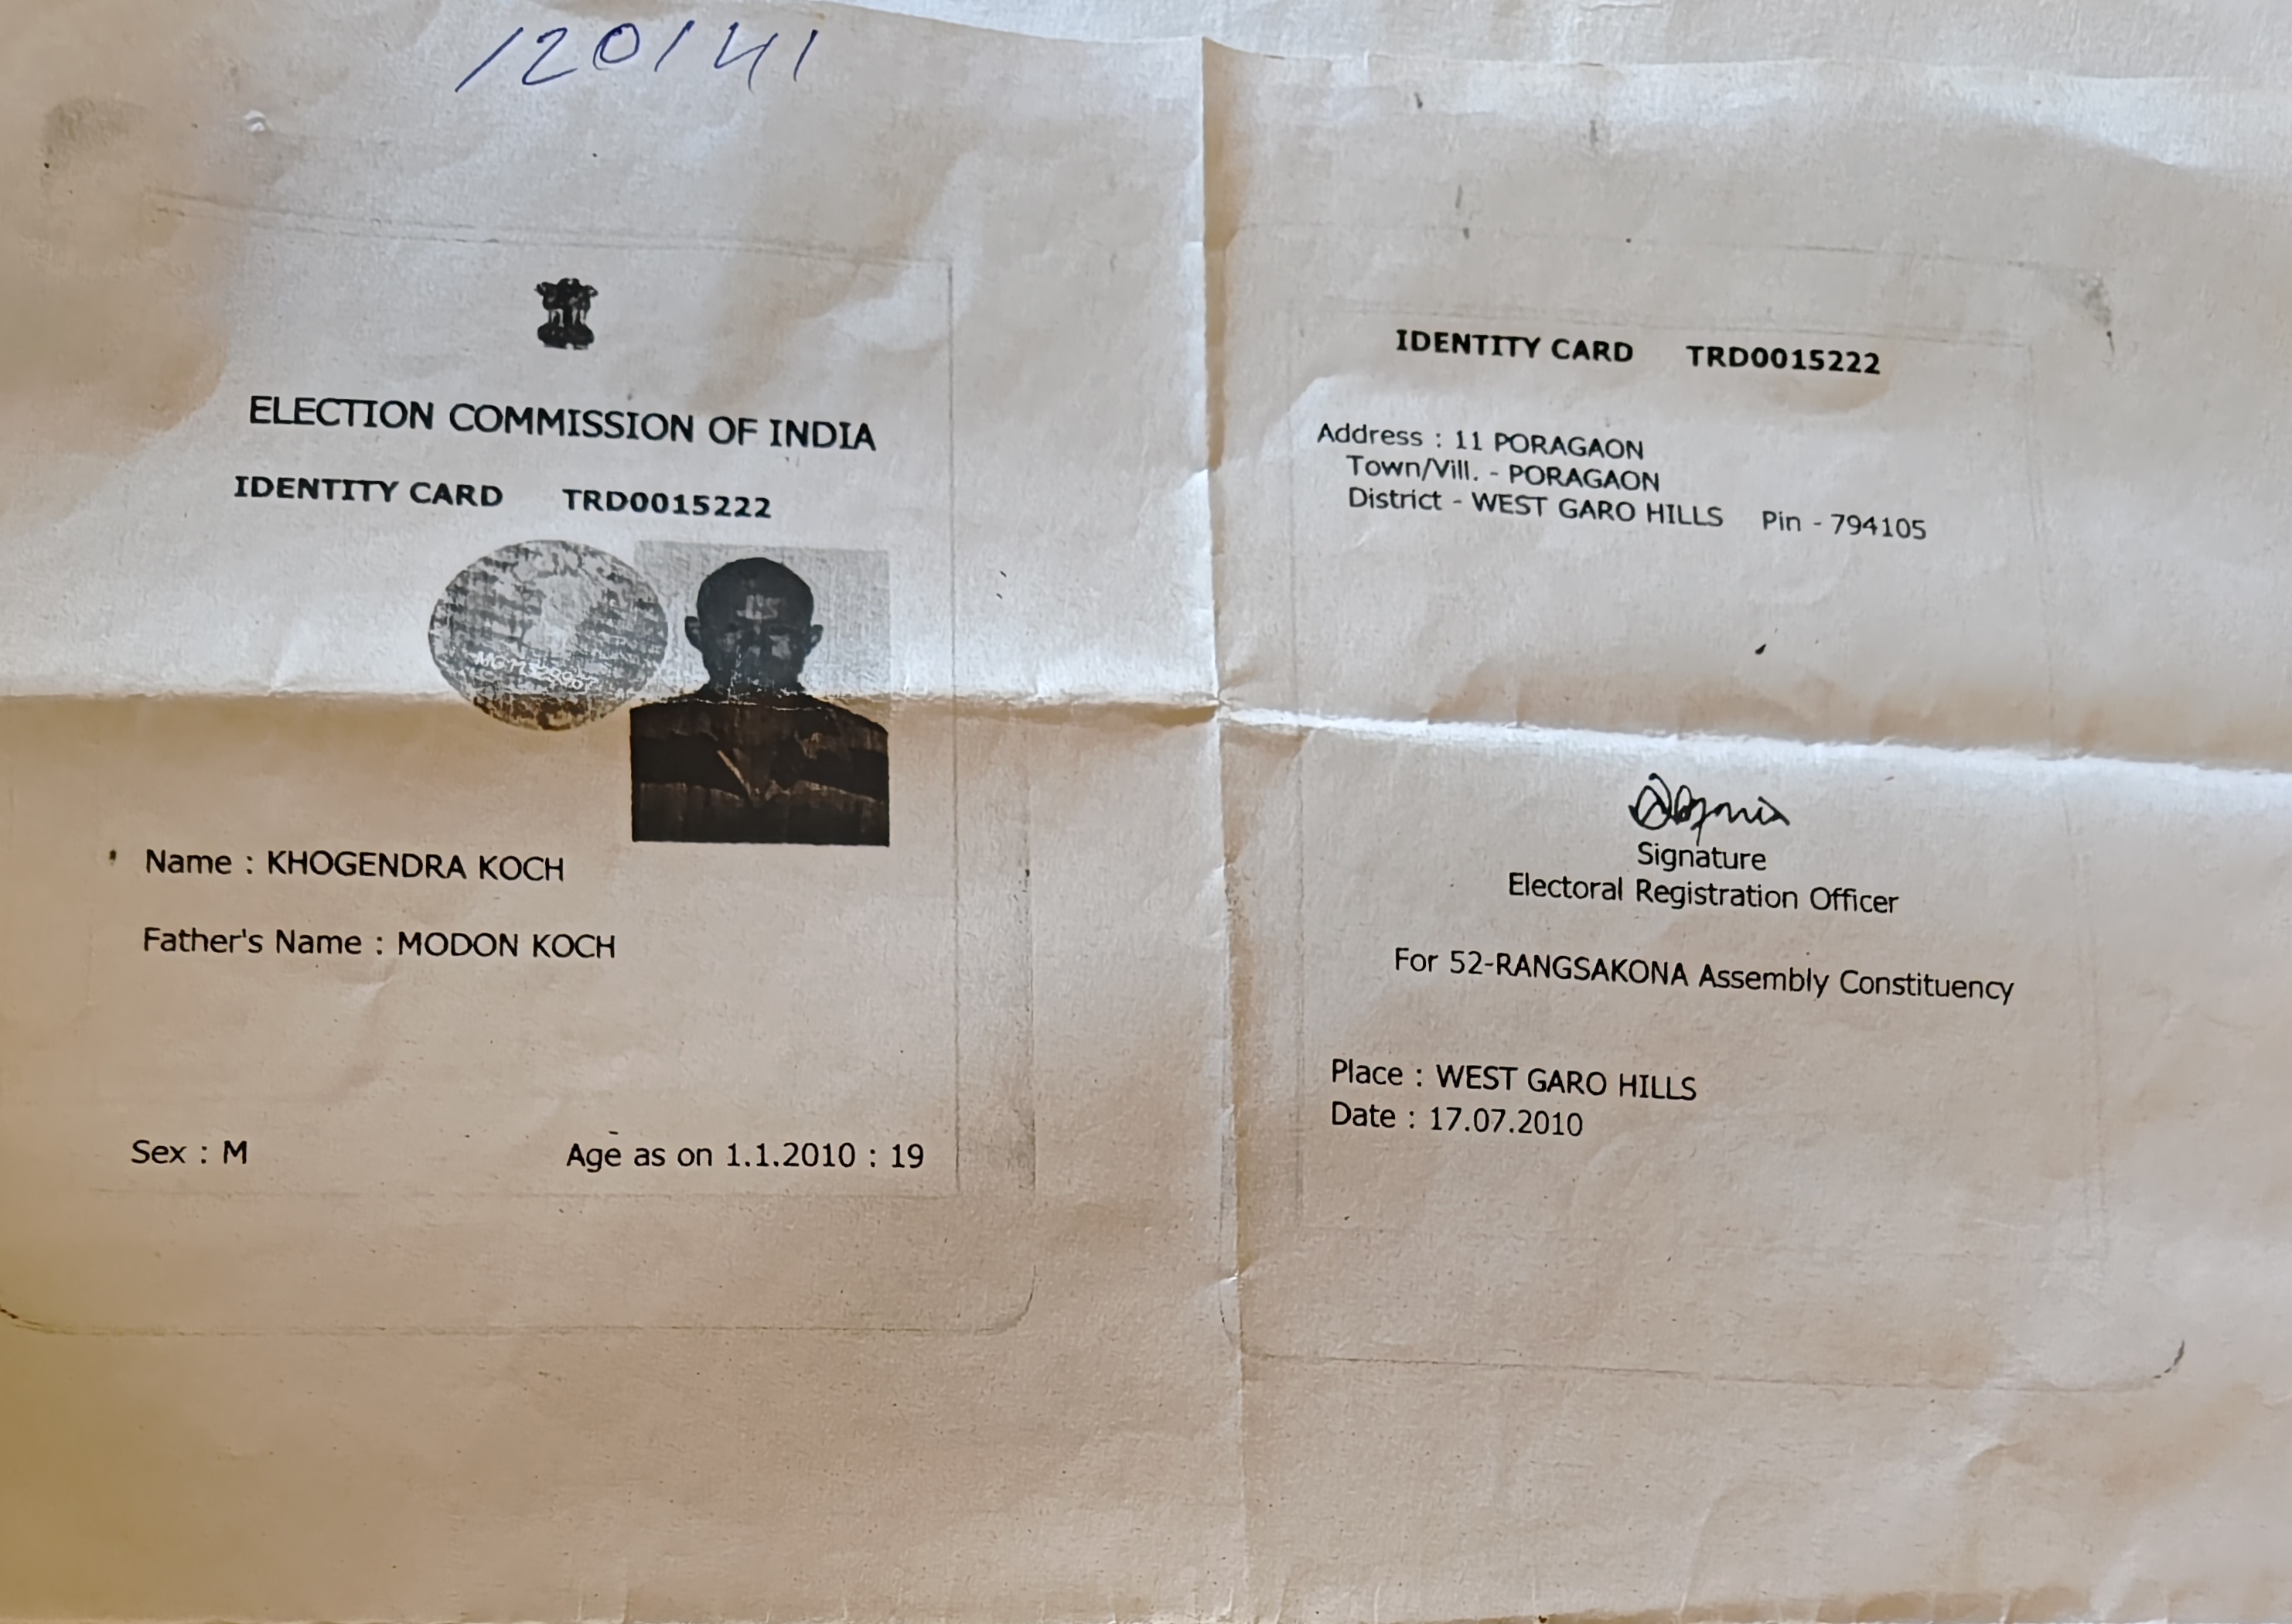 120/41
ELECTION COMMISSION OF INDIA
IDENTITY CARD TRD0015222
Name : KHOGENDRA KOCH
Father's Name : MODON KOCH
Sex : M Age as on 1.1.2010 : 19
IDENTITY CARD TRD0015222
Address : 11 PORAGAON
Town/Vill. - PORAGAON
District - WEST GARO HILLS Pin - 794105
Signature
Electoral Registration Officer
For 52-RANGSAKONA Assembly Constituency
Place : WEST GARO HILLS
Date : 17.07.2010